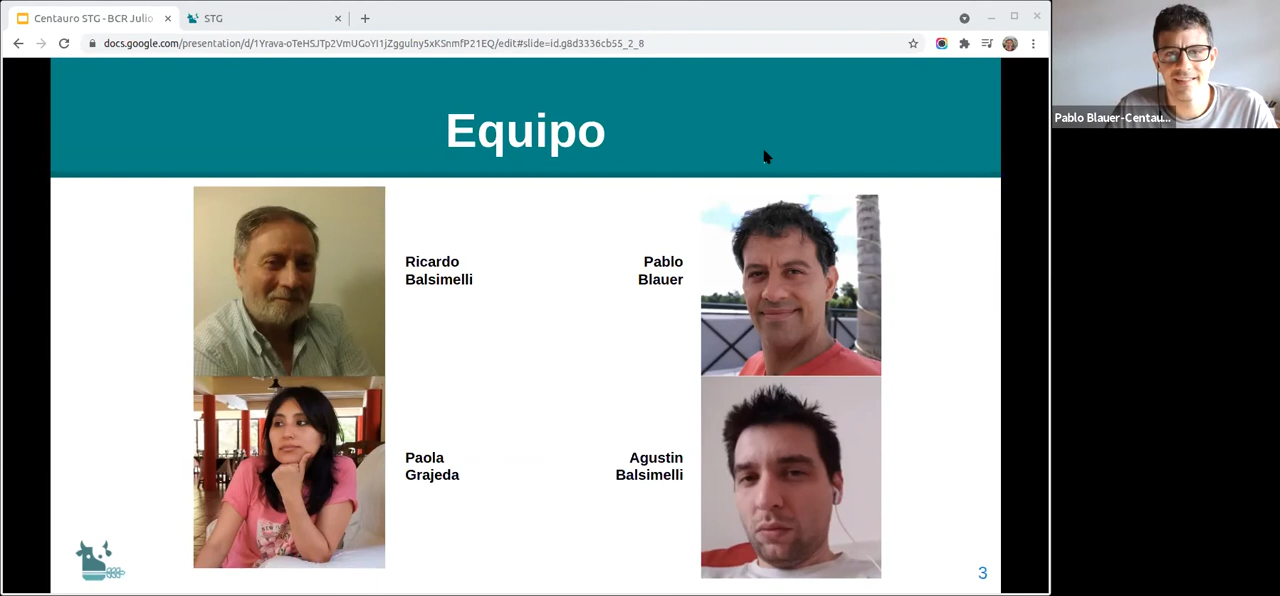 Centauro STG - BCR Julio
STG
docs.google.com/presentation/d/1Yrava-oTeHSJTp2VmUGoYI1jZggulny5xKSnmfP21EQ/edit#slide=id.g8d3336cb55_2_8
Pablo Blauer-Centau...
Equipo
Ricardo
Balsimelli
Pablo
Blauer
Paola
Grajeda
Agustin
Balsimelli
3